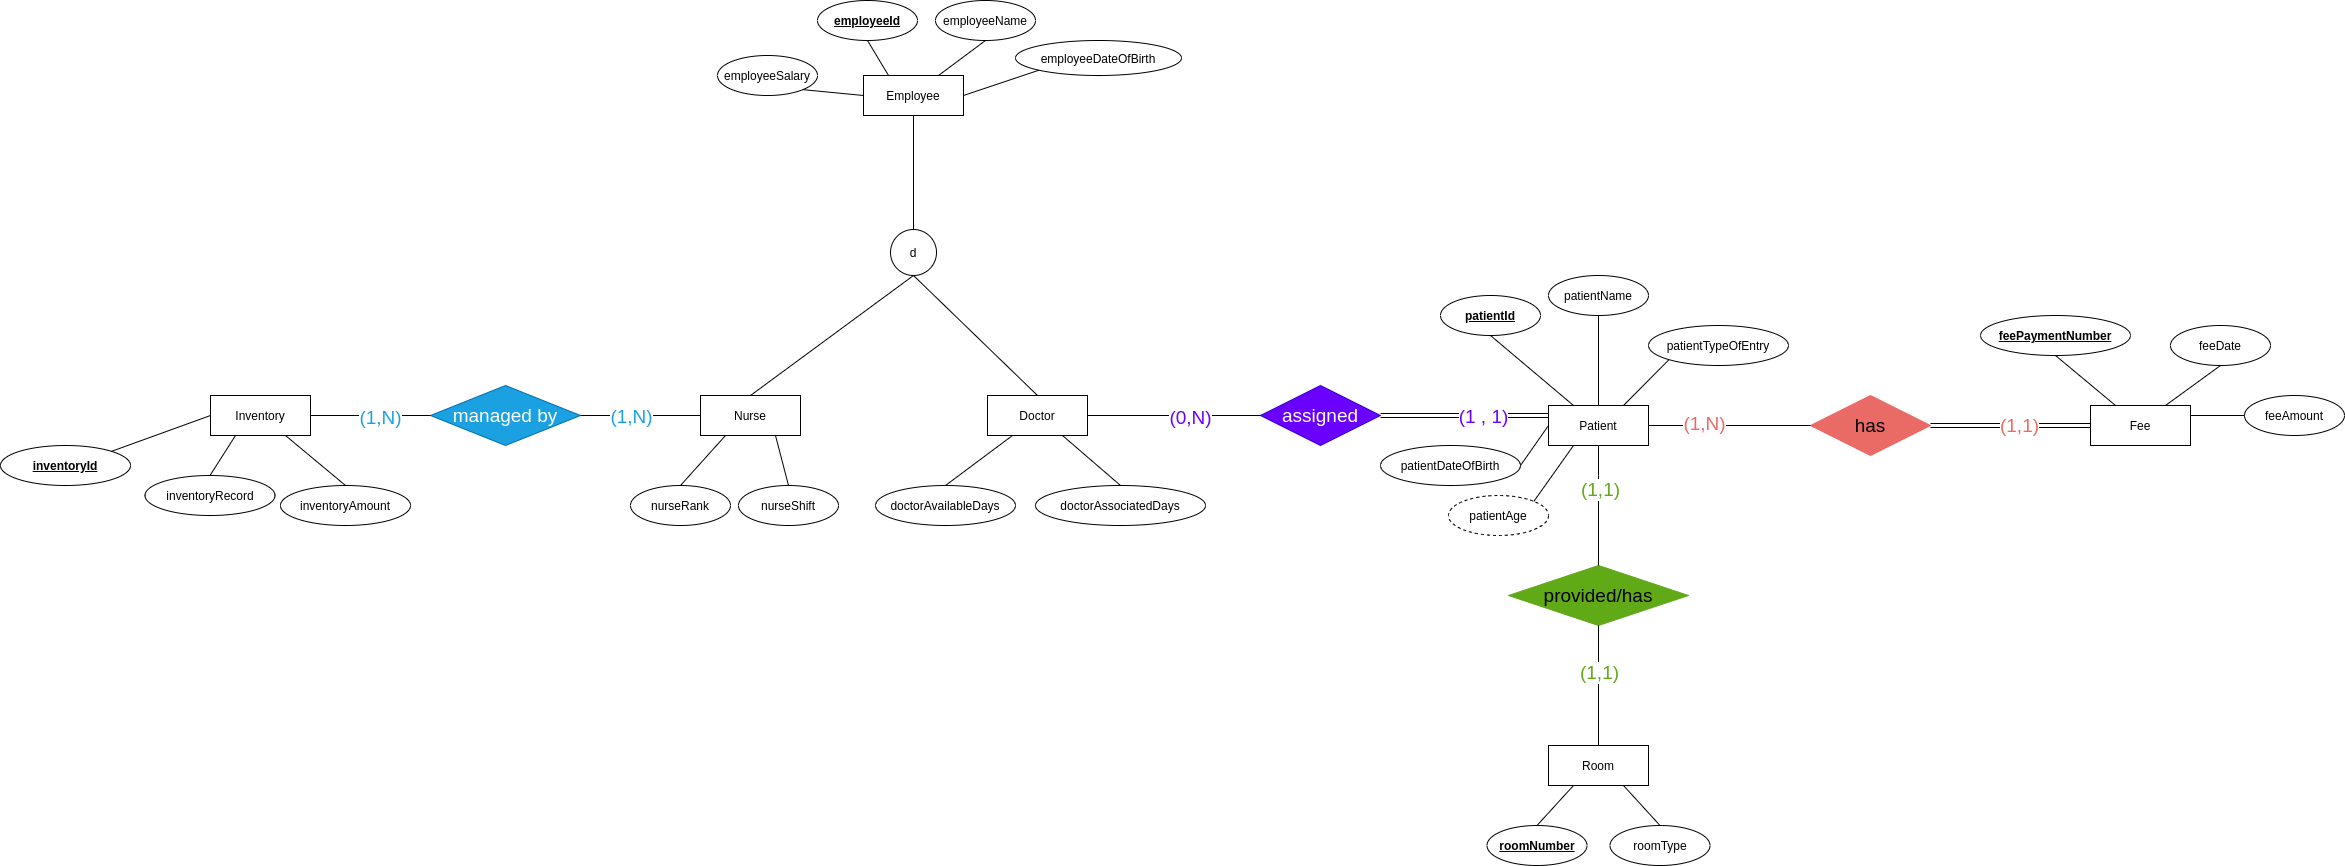 employeeId
employeeName
employeeDateOfBirth
employeeSalary
Employee
d
patientName
patientId
patientTypeOfEntry
feePaymentNumber
feeDate
Inventory
(1,N)
managed by
(1,N)
Nurse
Doctor
(0,N)
assigned
(1 , 1)
Patient
(1,N)
has
(1,1)
Fee
feeAmount
inventoryId
inventoryRecord
inventoryAmount
nurseRank
nurseShift
doctorAvailableDays
doctorAssociatedDays
patientDateOfBirth
patientAge
(1,1)
provided/has
(1,1)
Room
roomNumber
roomType